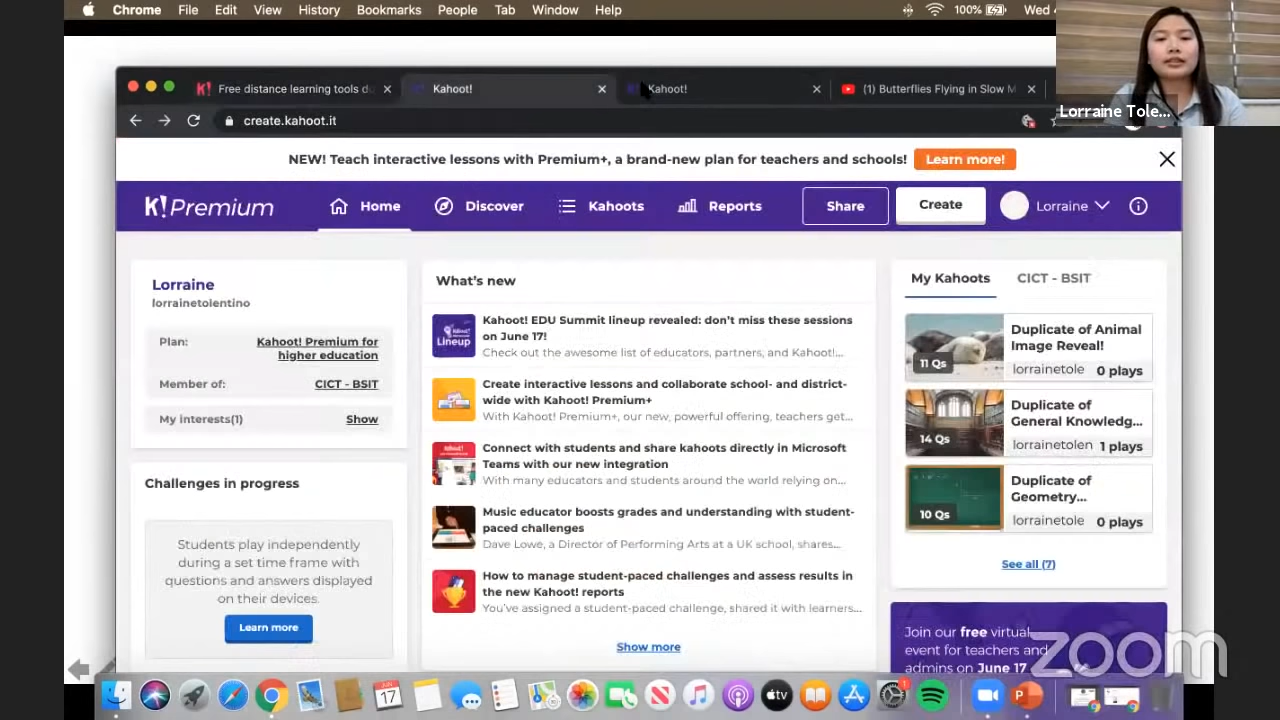 Chrome File Edit View History Bookmarks People Tab Window Help
100% Wed
Lorraine Tole...
Free distance learning tools
Kahoot!
Kahoot!
(1) Butterflies Flying in Slow M
create.kahoot.it
NEW! Teach interactive lessons with Premium+, a brand-new plan for teachers and schools! Learn more!
K! Premium
Home
Discover
Kahoots
Reports
Share
Create
Lorraine
Lorraine
lorrainetolentino
Plan: Kahoot! Premium for
higher education
Member of: CICT - BSIT
My interests(1) Show
Challenges in progress
Students play independently
during a set time frame with
questions and answers displayed
on their devices.
Learn more
What's new
Lineup
Kahoot! EDU Summit lineup revealed: don't miss these sessions
on June 17!
Check out the awesome list of educators, partners, and Kahoot!...
Create interactive lessons and collaborate school- and district-
wide with Kahoot! Premium+
With Kahoot! Premium+, our new, powerful offering, teachers get...
Connect with students and share kahoots directly in Microsoft
Teams with our new integration
With many educators and students around the world relying on...
Music educator boosts grades and understanding with student-
paced challenges
Dave Lowe, a Director of Performing Arts at a UK school, shares...
How to manage student-paced challenges and assess results in
the new Kahoot! reports
You've assigned a student-paced challenge, shared it with learners...
Show more
My Kahoots CICT - BSIT
11 Qs
Duplicate of Animal
Image Reveal!
lorrainetole 0 plays
14 Qs
Duplicate of
General Knowledg...
lorrainetolen 1 plays
10 Qs
Duplicate of
Geometry...
lorrainetole 0 plays
See all (7)
Join our free virtual
event for teachers and
admins on June 17
zoom
JUN
17
tv
1